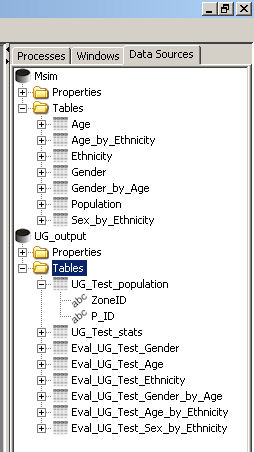 Processes Windows Data Sources
Msim
Properties
Tables
Age
Age_by_Ethnicity
Ethnicity
Gender
Gender_by_Age
Population
Sex_by_Ethnicity
UG_output
Properties
Tables
UG_Test_population
abc ZoneID
abc P_ID
UG_Test_stats
Eval_UG_Test_Gender
Eval_UG_Test_Age
Eval_UG_Test_Ethnicity
Eval_UG_Test_Gender_by_Age
Eval_UG_Test_Age_by_Ethnicity
Eval_UG_Test_Sex_by_Ethnicity